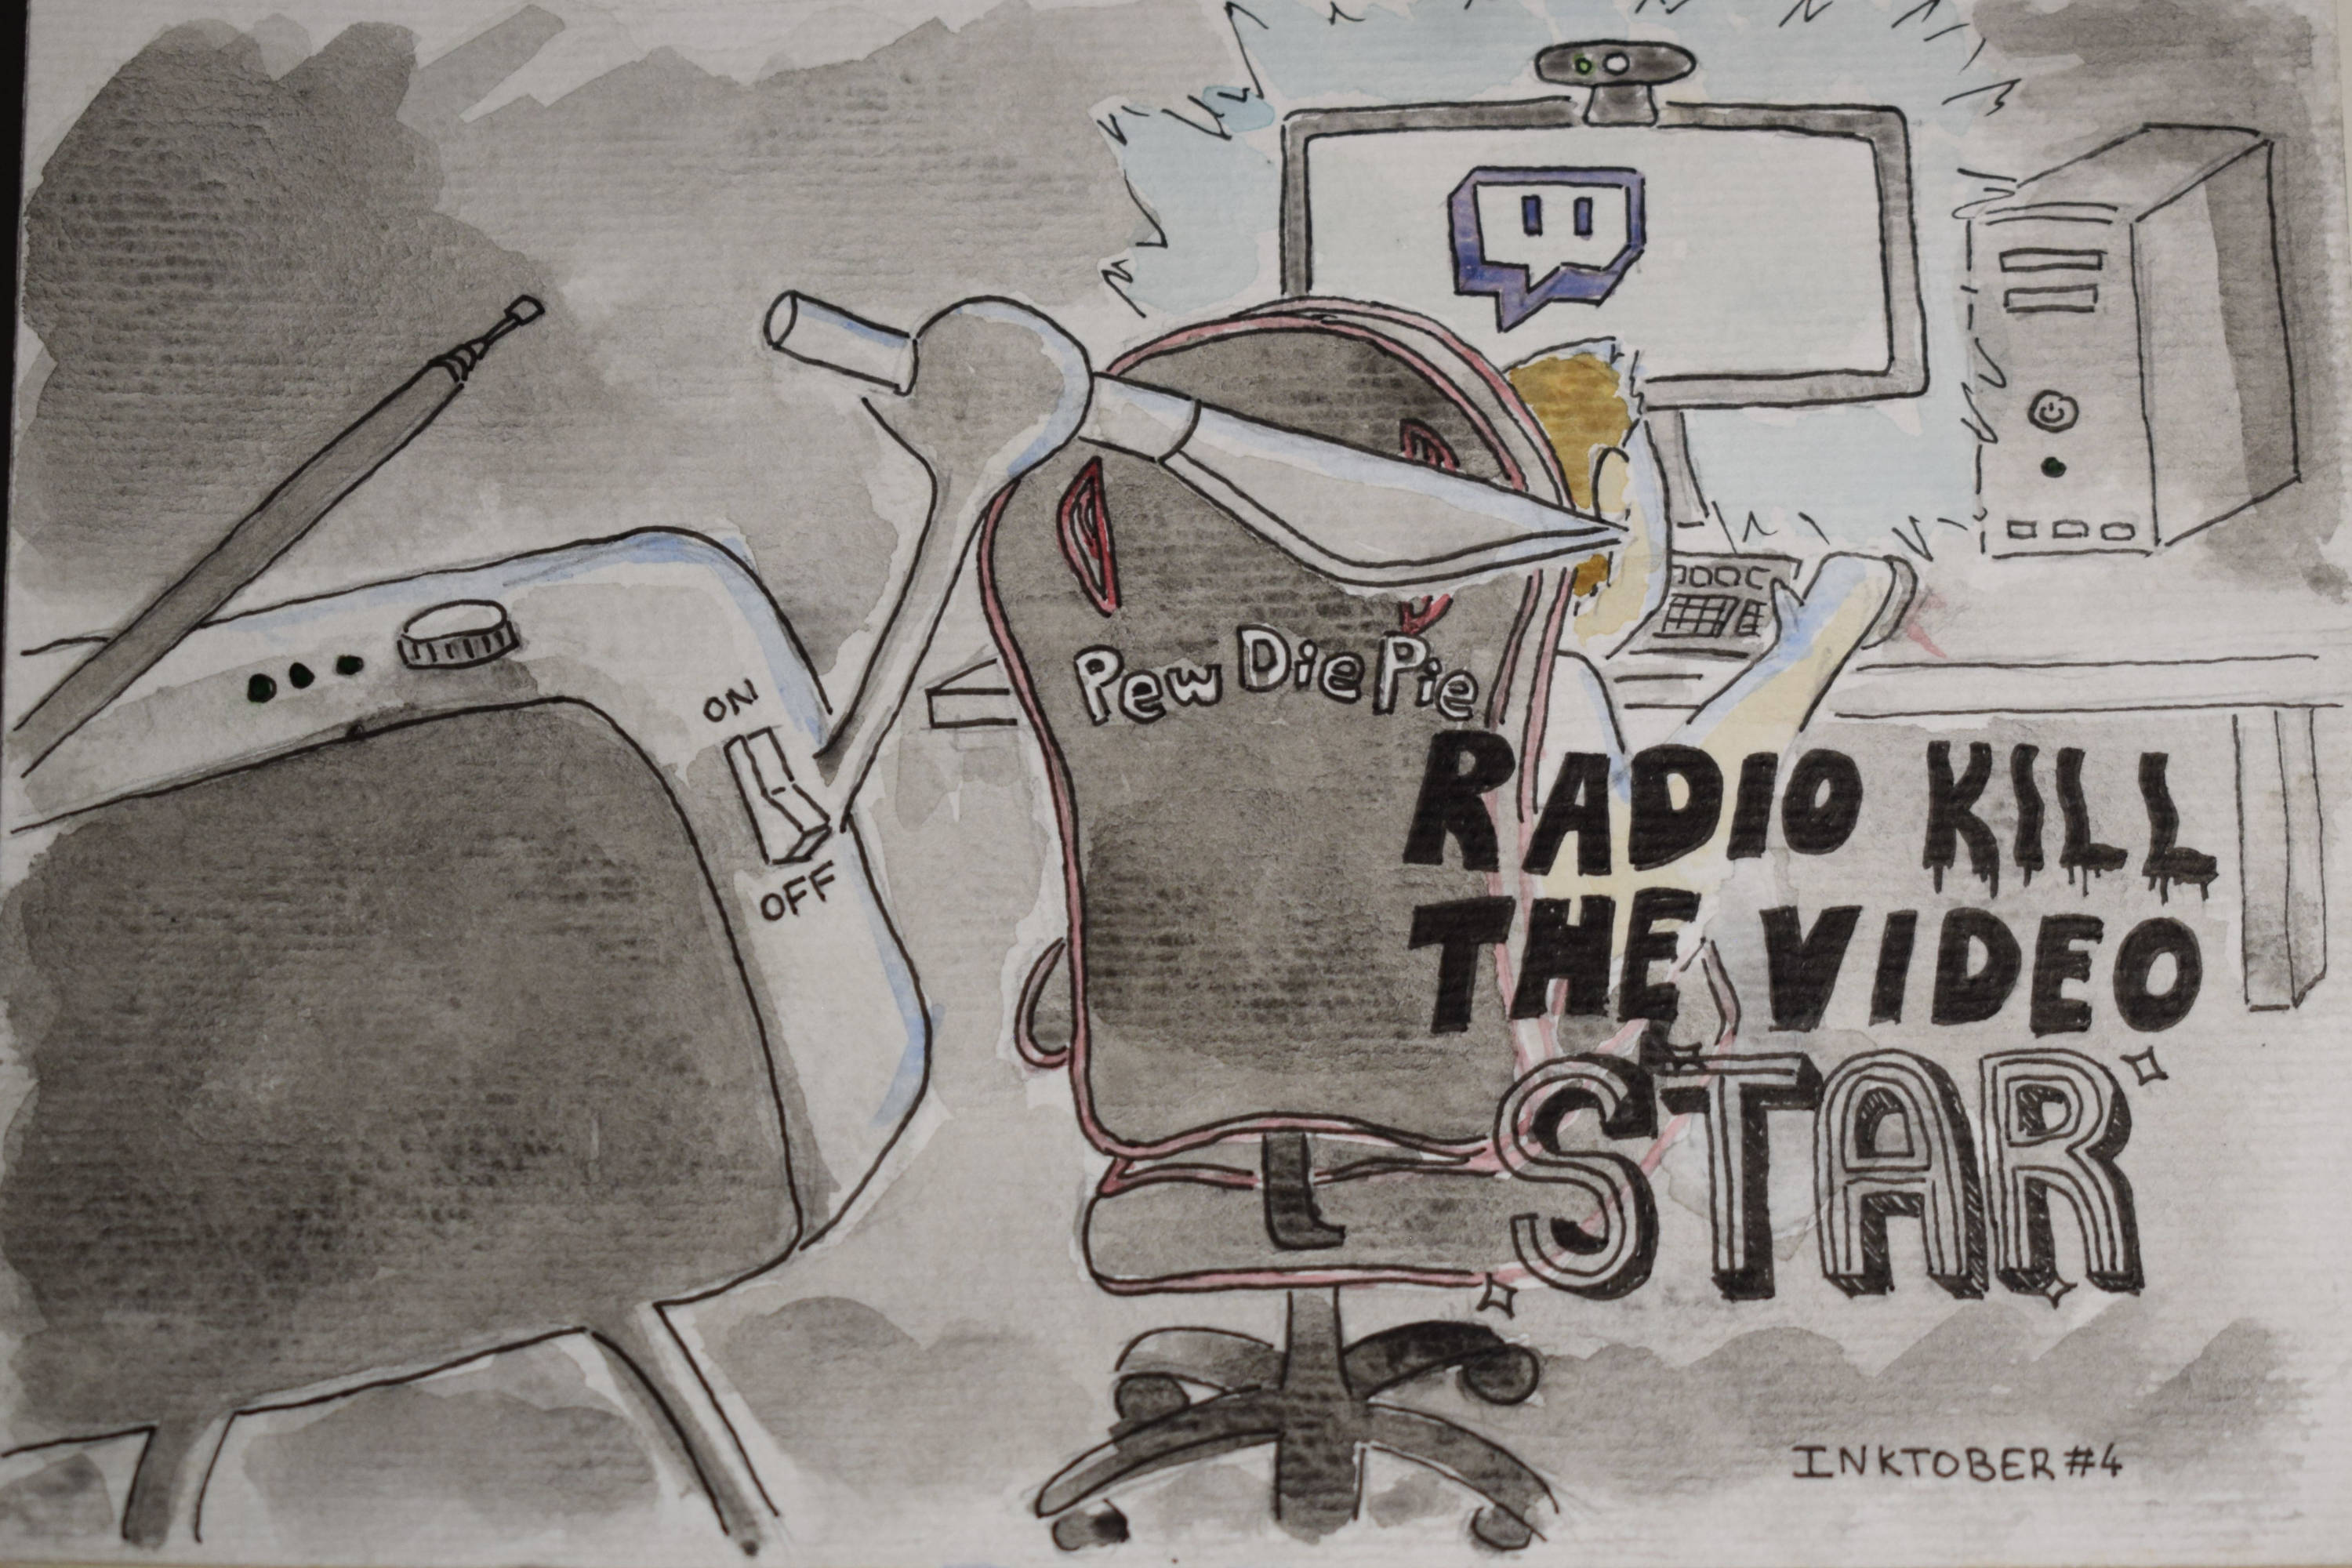 ON
OFF
PewDiePie
RADIO KILL
THE VIDEO
STAR
INKTOBER #4